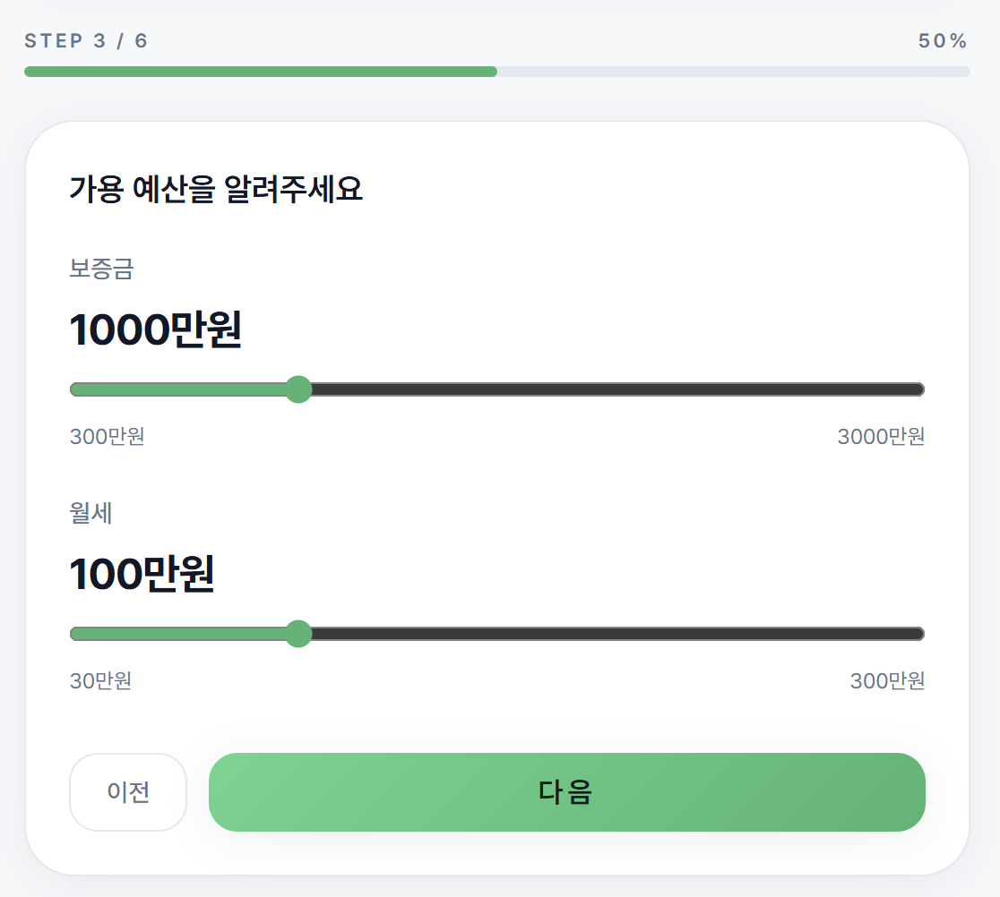 STEP 3 / 6
50%
가용 예산을 알려주세요
보증금
1000만원
300만원
3000만원
월세
100만원
30만원
300만원
이전
다음